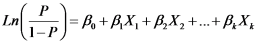 Ln(P/(1−P)) = β₀ + β₁X₁ + β₂X₂ + ... + βₖXₖ